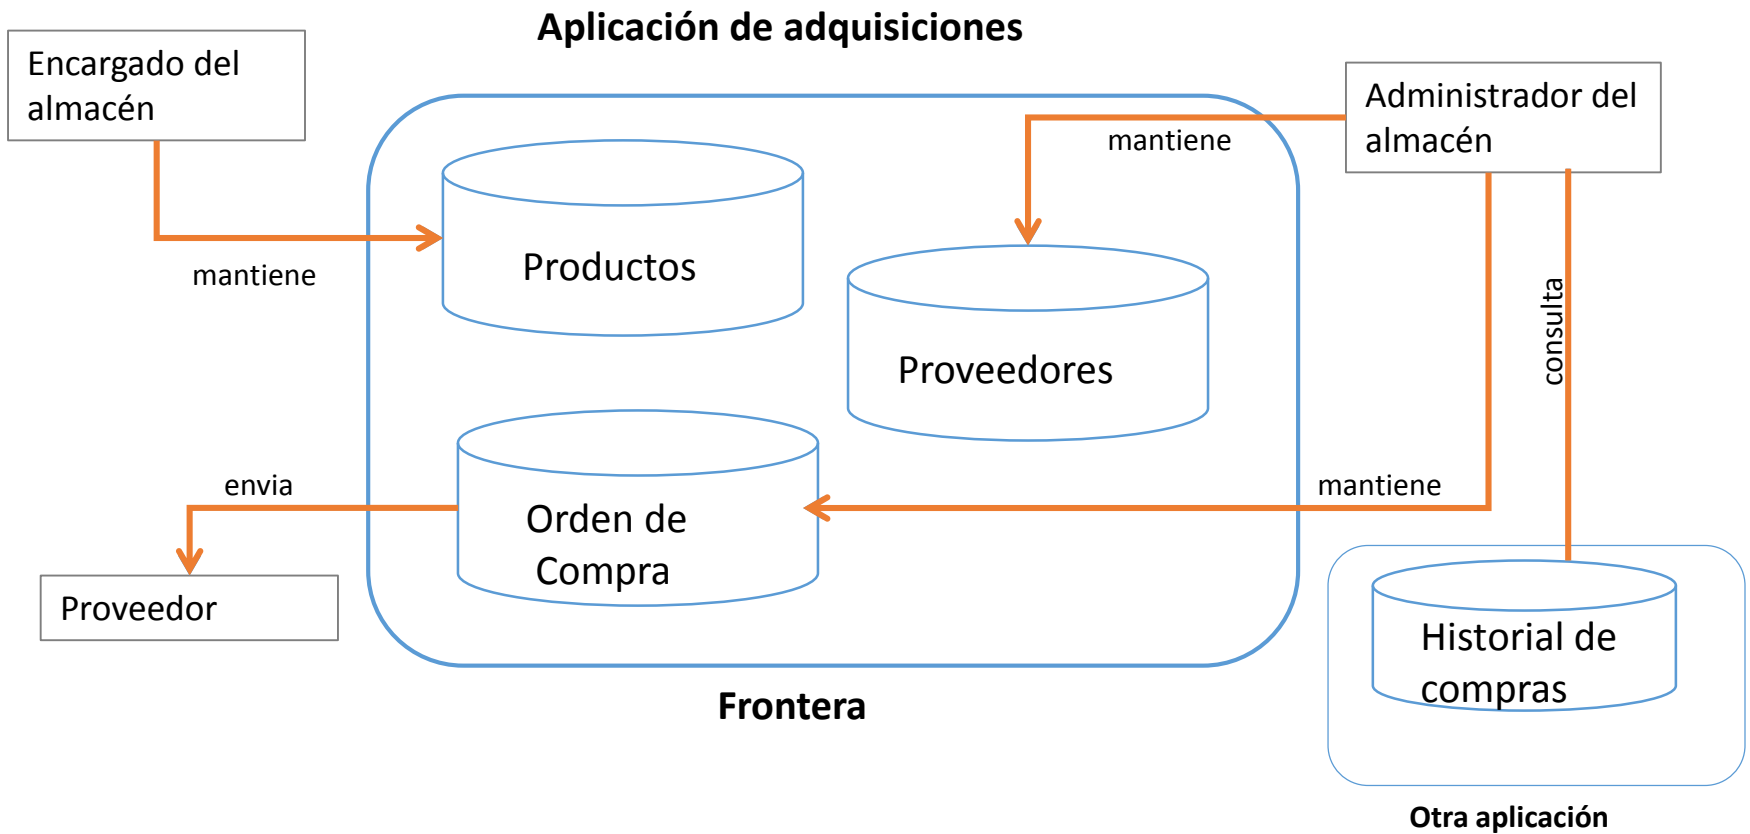 Aplicación de adquisiciones
Encargado del
almacén
Administrador del
almacén
mantiene
Productos
mantiene
consulta
Proveedores
envia
mantiene
Orden de
Compra
Proveedor
Historial de
compras
Frontera
Otra aplicación